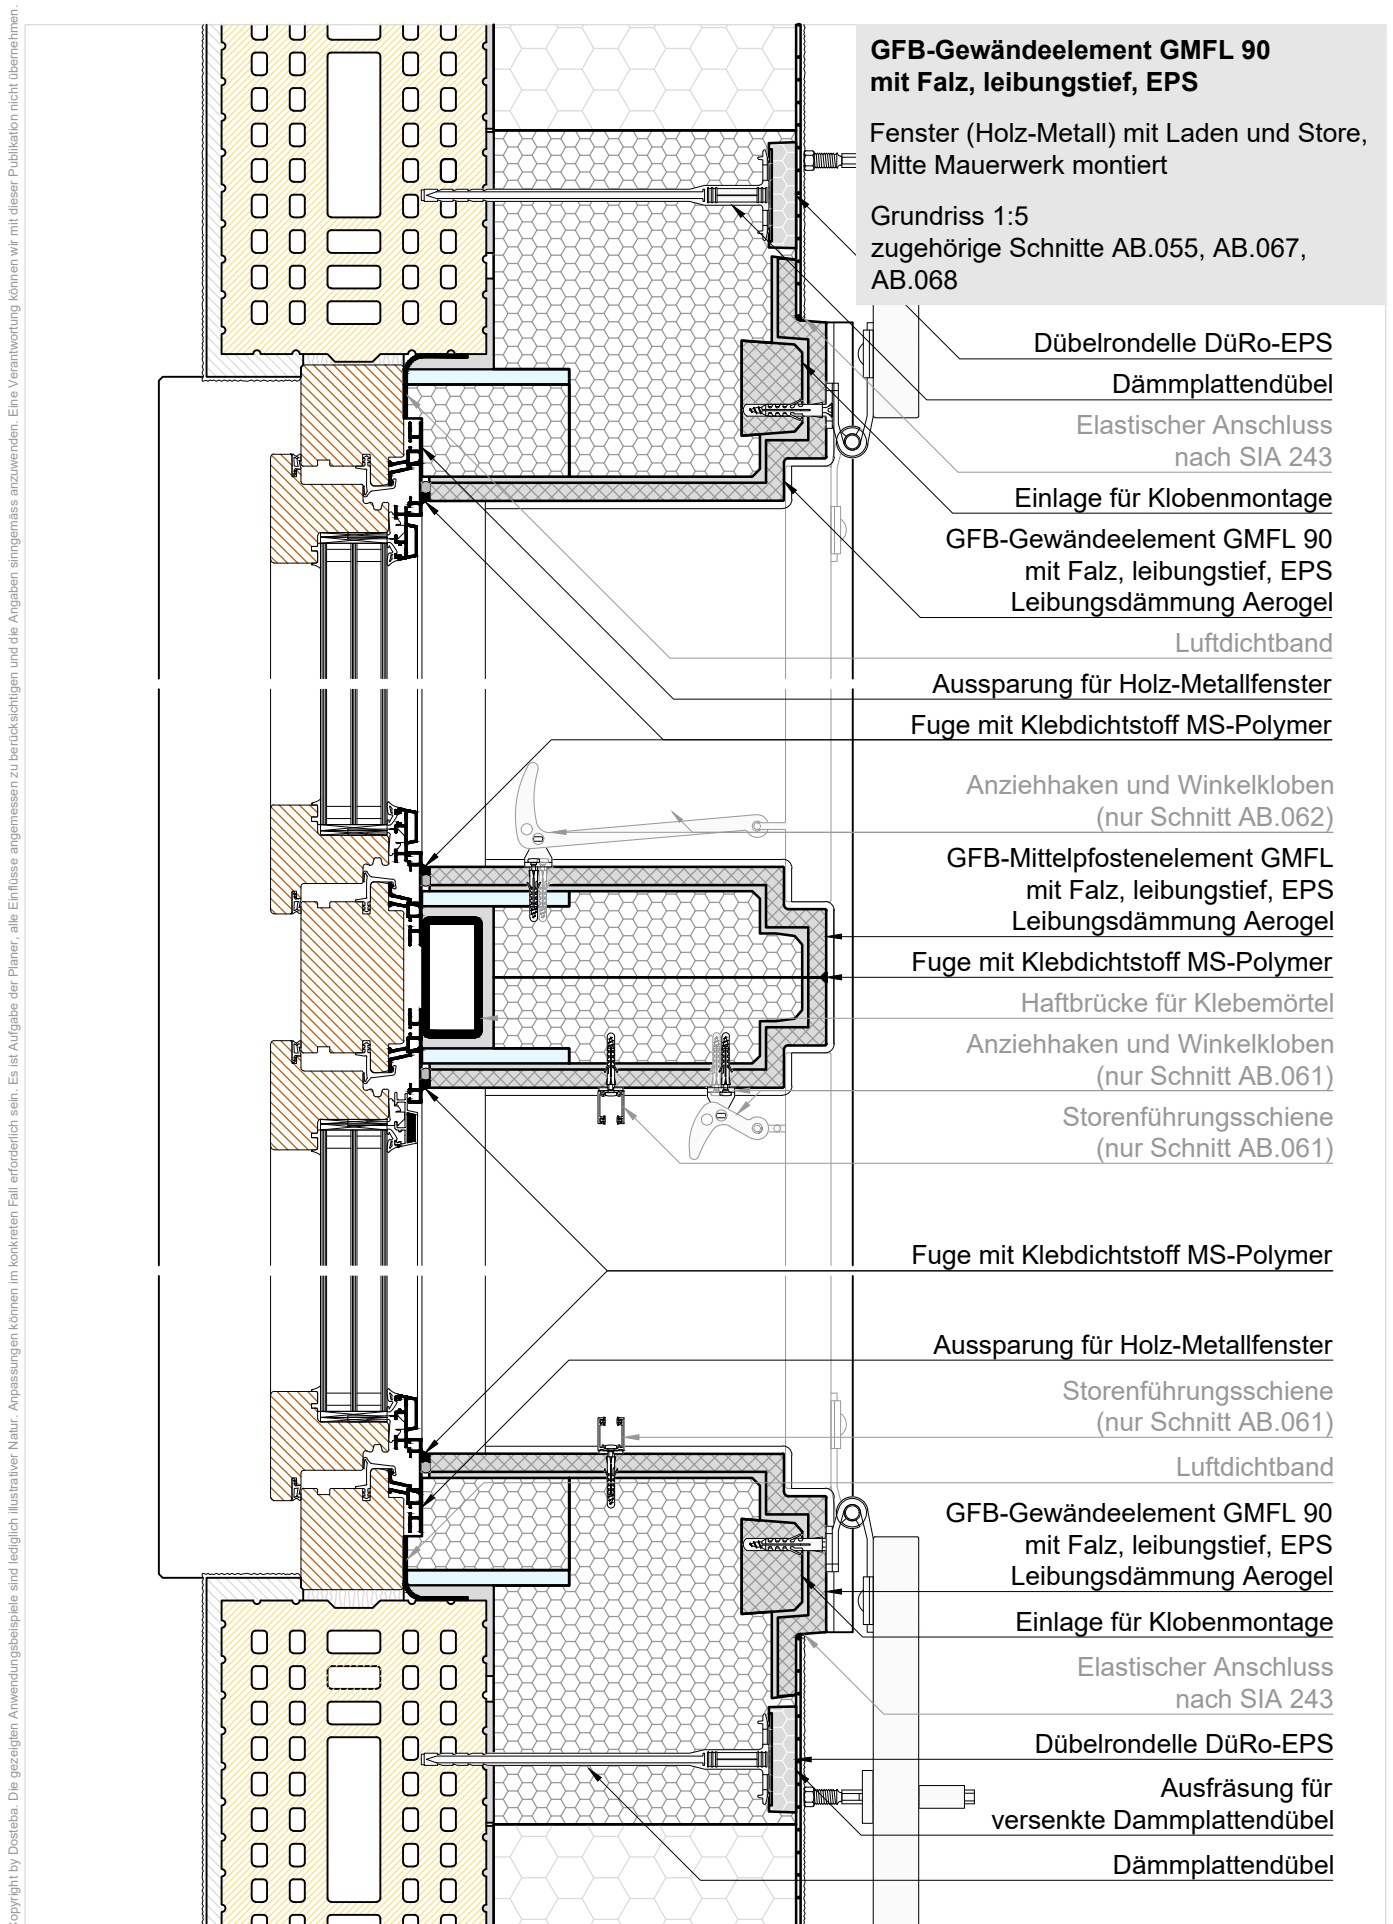 GFB-Gewändeelement GMFL 90
mit Falz, leibungstief, EPS
Fenster (Holz-Metall) mit Laden und Store,
Mitte Mauerwerk montiert
Grundriss 1:5
zugehörige Schnitte AB.055, AB.067,
AB.068
Dübelrondelle DüRo-EPS
Dämmplattendübel
Elastischer Anschluss
nach SIA 243
Einlage für Klobenmontage
GFB-Gewändeelement GMFL 90
mit Falz, leibungstief, EPS
Leibungsdämmung Aerogel
Luftdichtband
Aussparung für Holz-Metallfenster
Fuge mit Klebdichtstoff MS-Polymer
Anziehhaken und Winkelkloben
(nur Schnitt AB.062)
GFB-Mittelpfostenelement GMFL
mit Falz, leibungstief, EPS
Leibungsdämmung Aerogel
Fuge mit Klebdichtstoff MS-Polymer
Haftbrücke für Klebemörtel
Anziehhaken und Winkelkloben
(nur Schnitt AB.061)
Storenführungsschiene
(nur Schnitt AB.061)
Fuge mit Klebdichtstoff MS-Polymer
Aussparung für Holz-Metallfenster
Storenführungsschiene
(nur Schnitt AB.061)
Luftdichtband
GFB-Gewändeelement GMFL 90
mit Falz, leibungstief, EPS
Leibungsdämmung Aerogel
Einlage für Klobenmontage
Elastischer Anschluss
nach SIA 243
Dübelrondelle DüRo-EPS
Ausfräsung für
versenkte Dammplattendübel
Dämmplattendübel
opyright by Dosteba. Die gezeigten Anwendungsbeispiele sind lediglich illustrativer Natur. Anpassungen können im konkreten Fall erforderlich sein. Es ist Aufgabe der Planer, alle Einflüsse angemessen zu berücksichtigen und die Angaben sinngemäss anzuwenden. Eine Verantwortung können wir mit dieser Publikation nicht übernehmen.